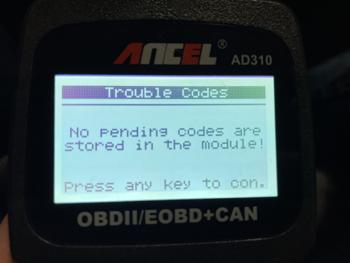 ANCEL®
AD310
Trouble Codes
No pending codes are
stored in the module!
Press any key to con.
OBDII/EOBD+CAN